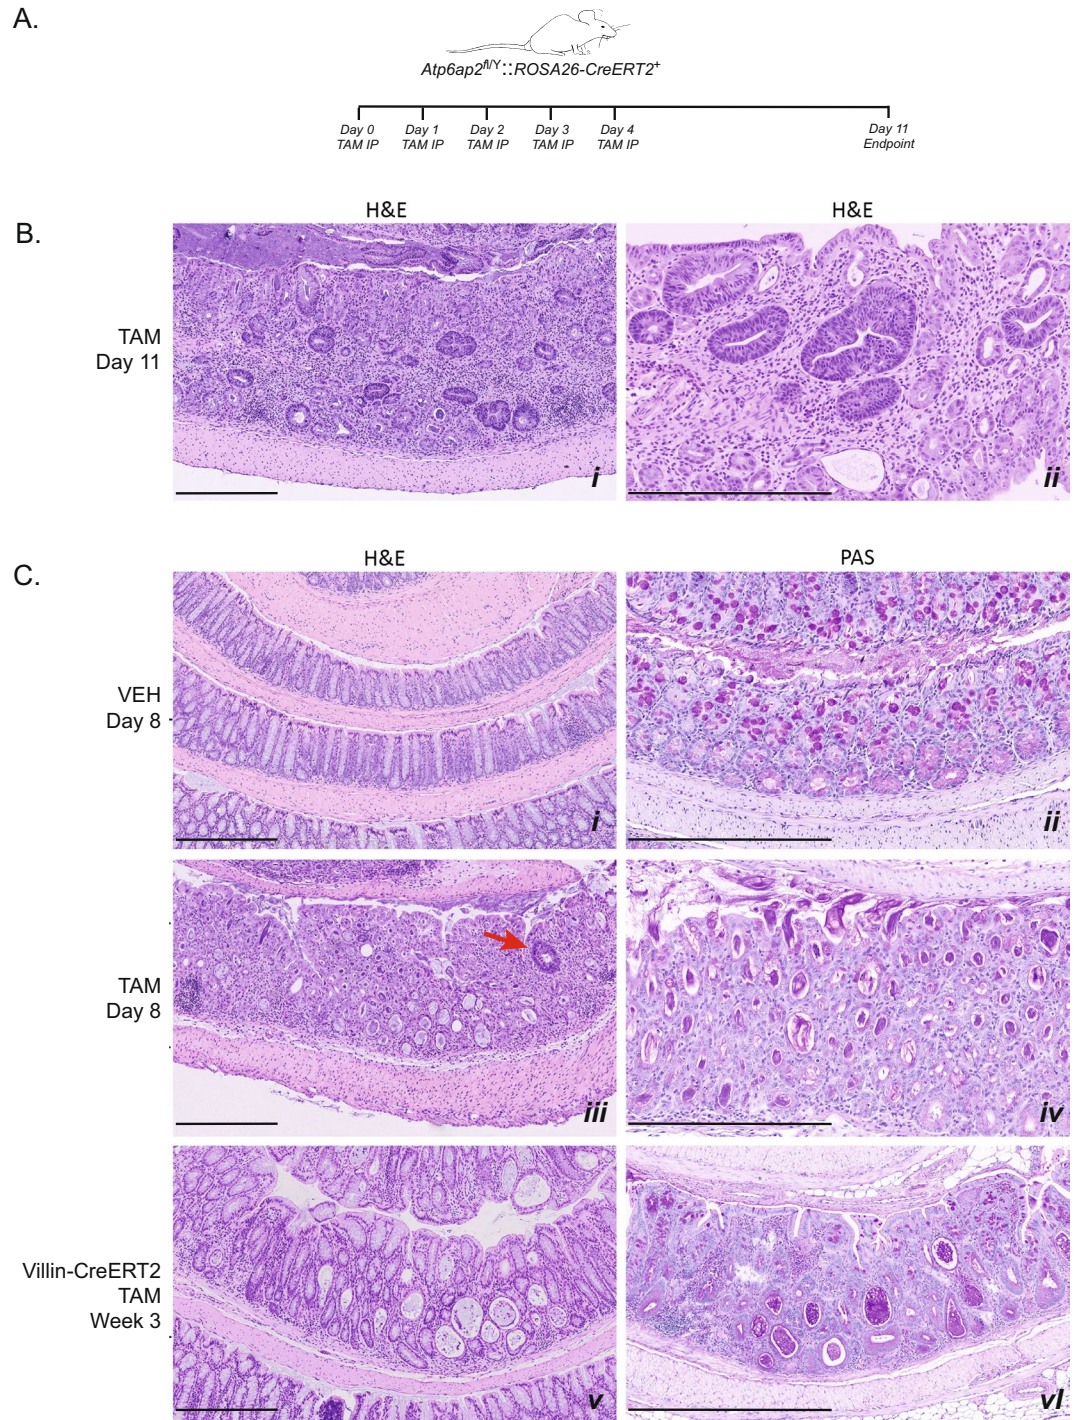 A.
Atp6ap2fl/Y::ROSA26-CreERT2+
Day 0 Day 1 Day 2 Day 3 Day 4 Day 11
TAM IP TAM IP TAM IP TAM IP TAM IP Endpoint
H&E H&E
B.
TAM
Day 11
i ii
H&E PAS
C.
VEH
Day 8
i ii
TAM
Day 8
iii iv
Villin-CreERT2
TAM
Week 3
v vI